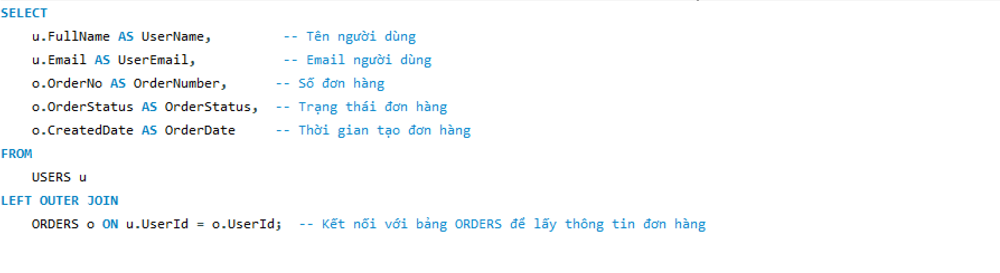 SELECT
u.FullName AS UserName, -- Tên người dùng
u.Email AS UserEmail, -- Email người dùng
o.OrderNo AS OrderNumber, -- Số đơn hàng
o.OrderStatus AS OrderStatus, -- Trạng thái đơn hàng
o.CreatedDate AS OrderDate -- Thời gian tạo đơn hàng
FROM
USERS u
LEFT OUTER JOIN
ORDERS o ON u.UserId = o.UserId; -- Kết nối với bảng ORDERS để lấy thông tin đơn hàng